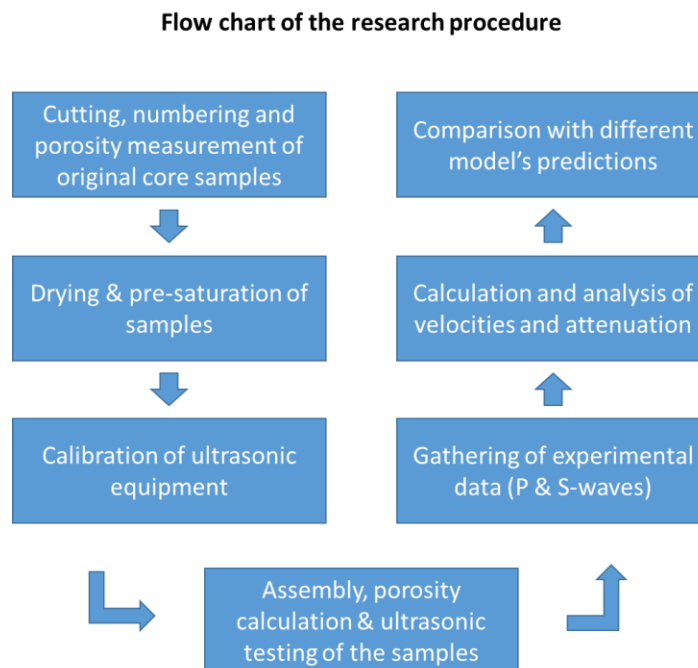 Flow chart of the research procedure
Cutting, numbering and
porosity measurement of
original core samples
Drying & pre-saturation of
samples
Calibration of ultrasonic
equipment
Assembly, porosity
calculation & ultrasonic
testing of the samples
Gathering of experimental
data (P & S-waves)
Calculation and analysis of
velocities and attenuation
Comparison with different
model’s predictions